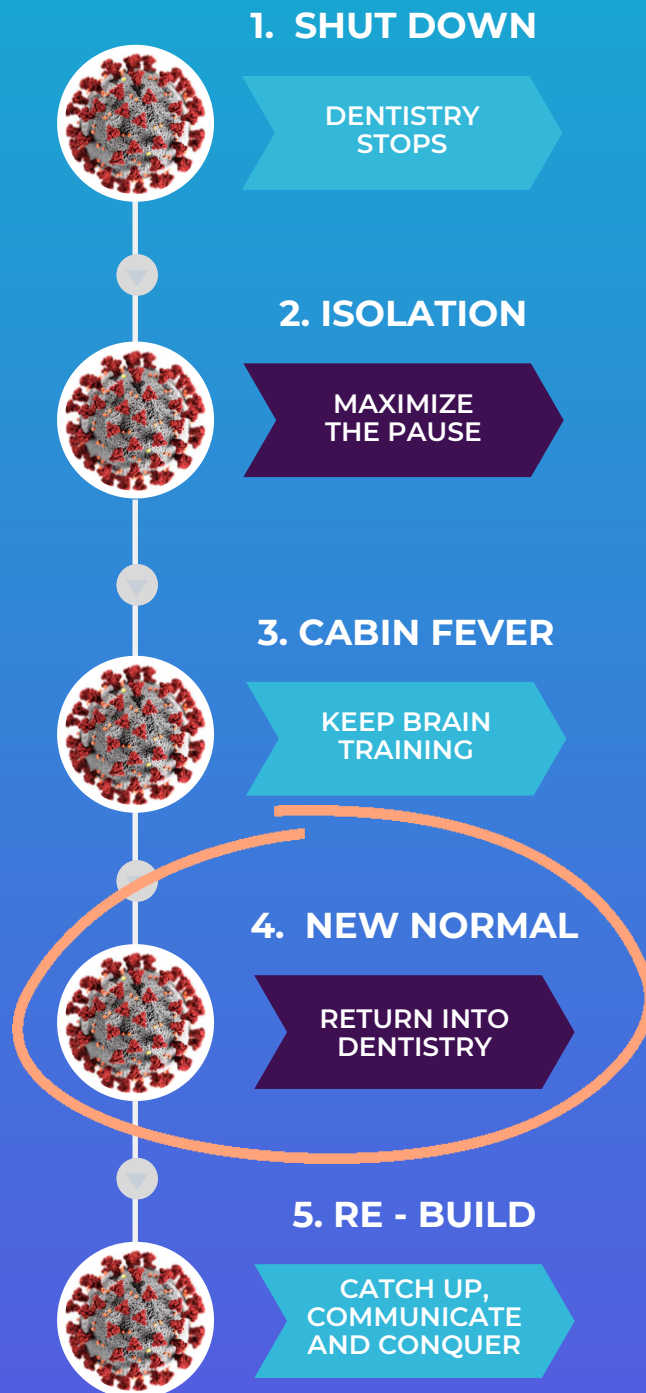 1. SHUT DOWN
DENTISTRY
STOPS
2. ISOLATION
MAXIMIZE
THE PAUSE
3. CABIN FEVER
KEEP BRAIN
TRAINING
4. NEW NORMAL
RETURN INTO
DENTISTRY
5. RE - BUILD
CATCH UP,
COMMUNICATE
AND CONQUER